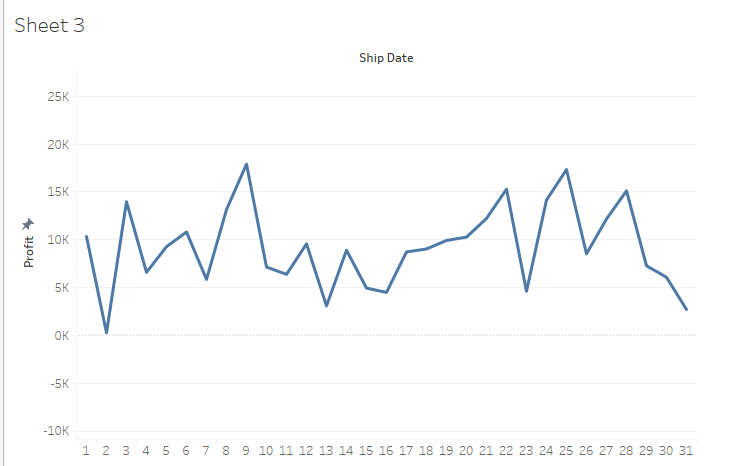 Sheet 3
Ship Date
25K
20K
15K
10K
5K
0K
-5K
-10K
Profit
1 2 3 4 5 6 7 8 9 10 11 12 13 14 15 16 17 18 19 20 21 22 23 24 25 26 27 28 29 30 31